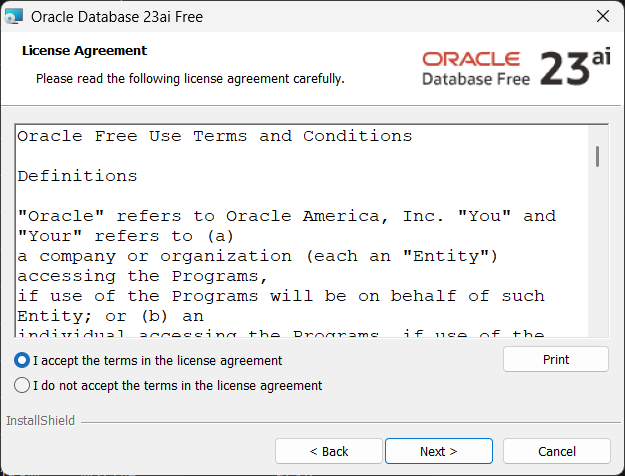 Oracle Database 23ai Free
License Agreement
Please read the following license agreement carefully.
ORACLE
Database Free
23ai
Oracle Free Use Terms and Conditions
Definitions
"Oracle" refers to Oracle America, Inc. "You" and
"Your" refers to (a)
a company or organization (each an "Entity")
accessing the Programs,
if use of the Programs will be on behalf of such
Entity; or (b) an
individual accessing the Programs, if use of the
I accept the terms in the license agreement
Print
I do not accept the terms in the license agreement
InstallShield
< Back
Next >
Cancel